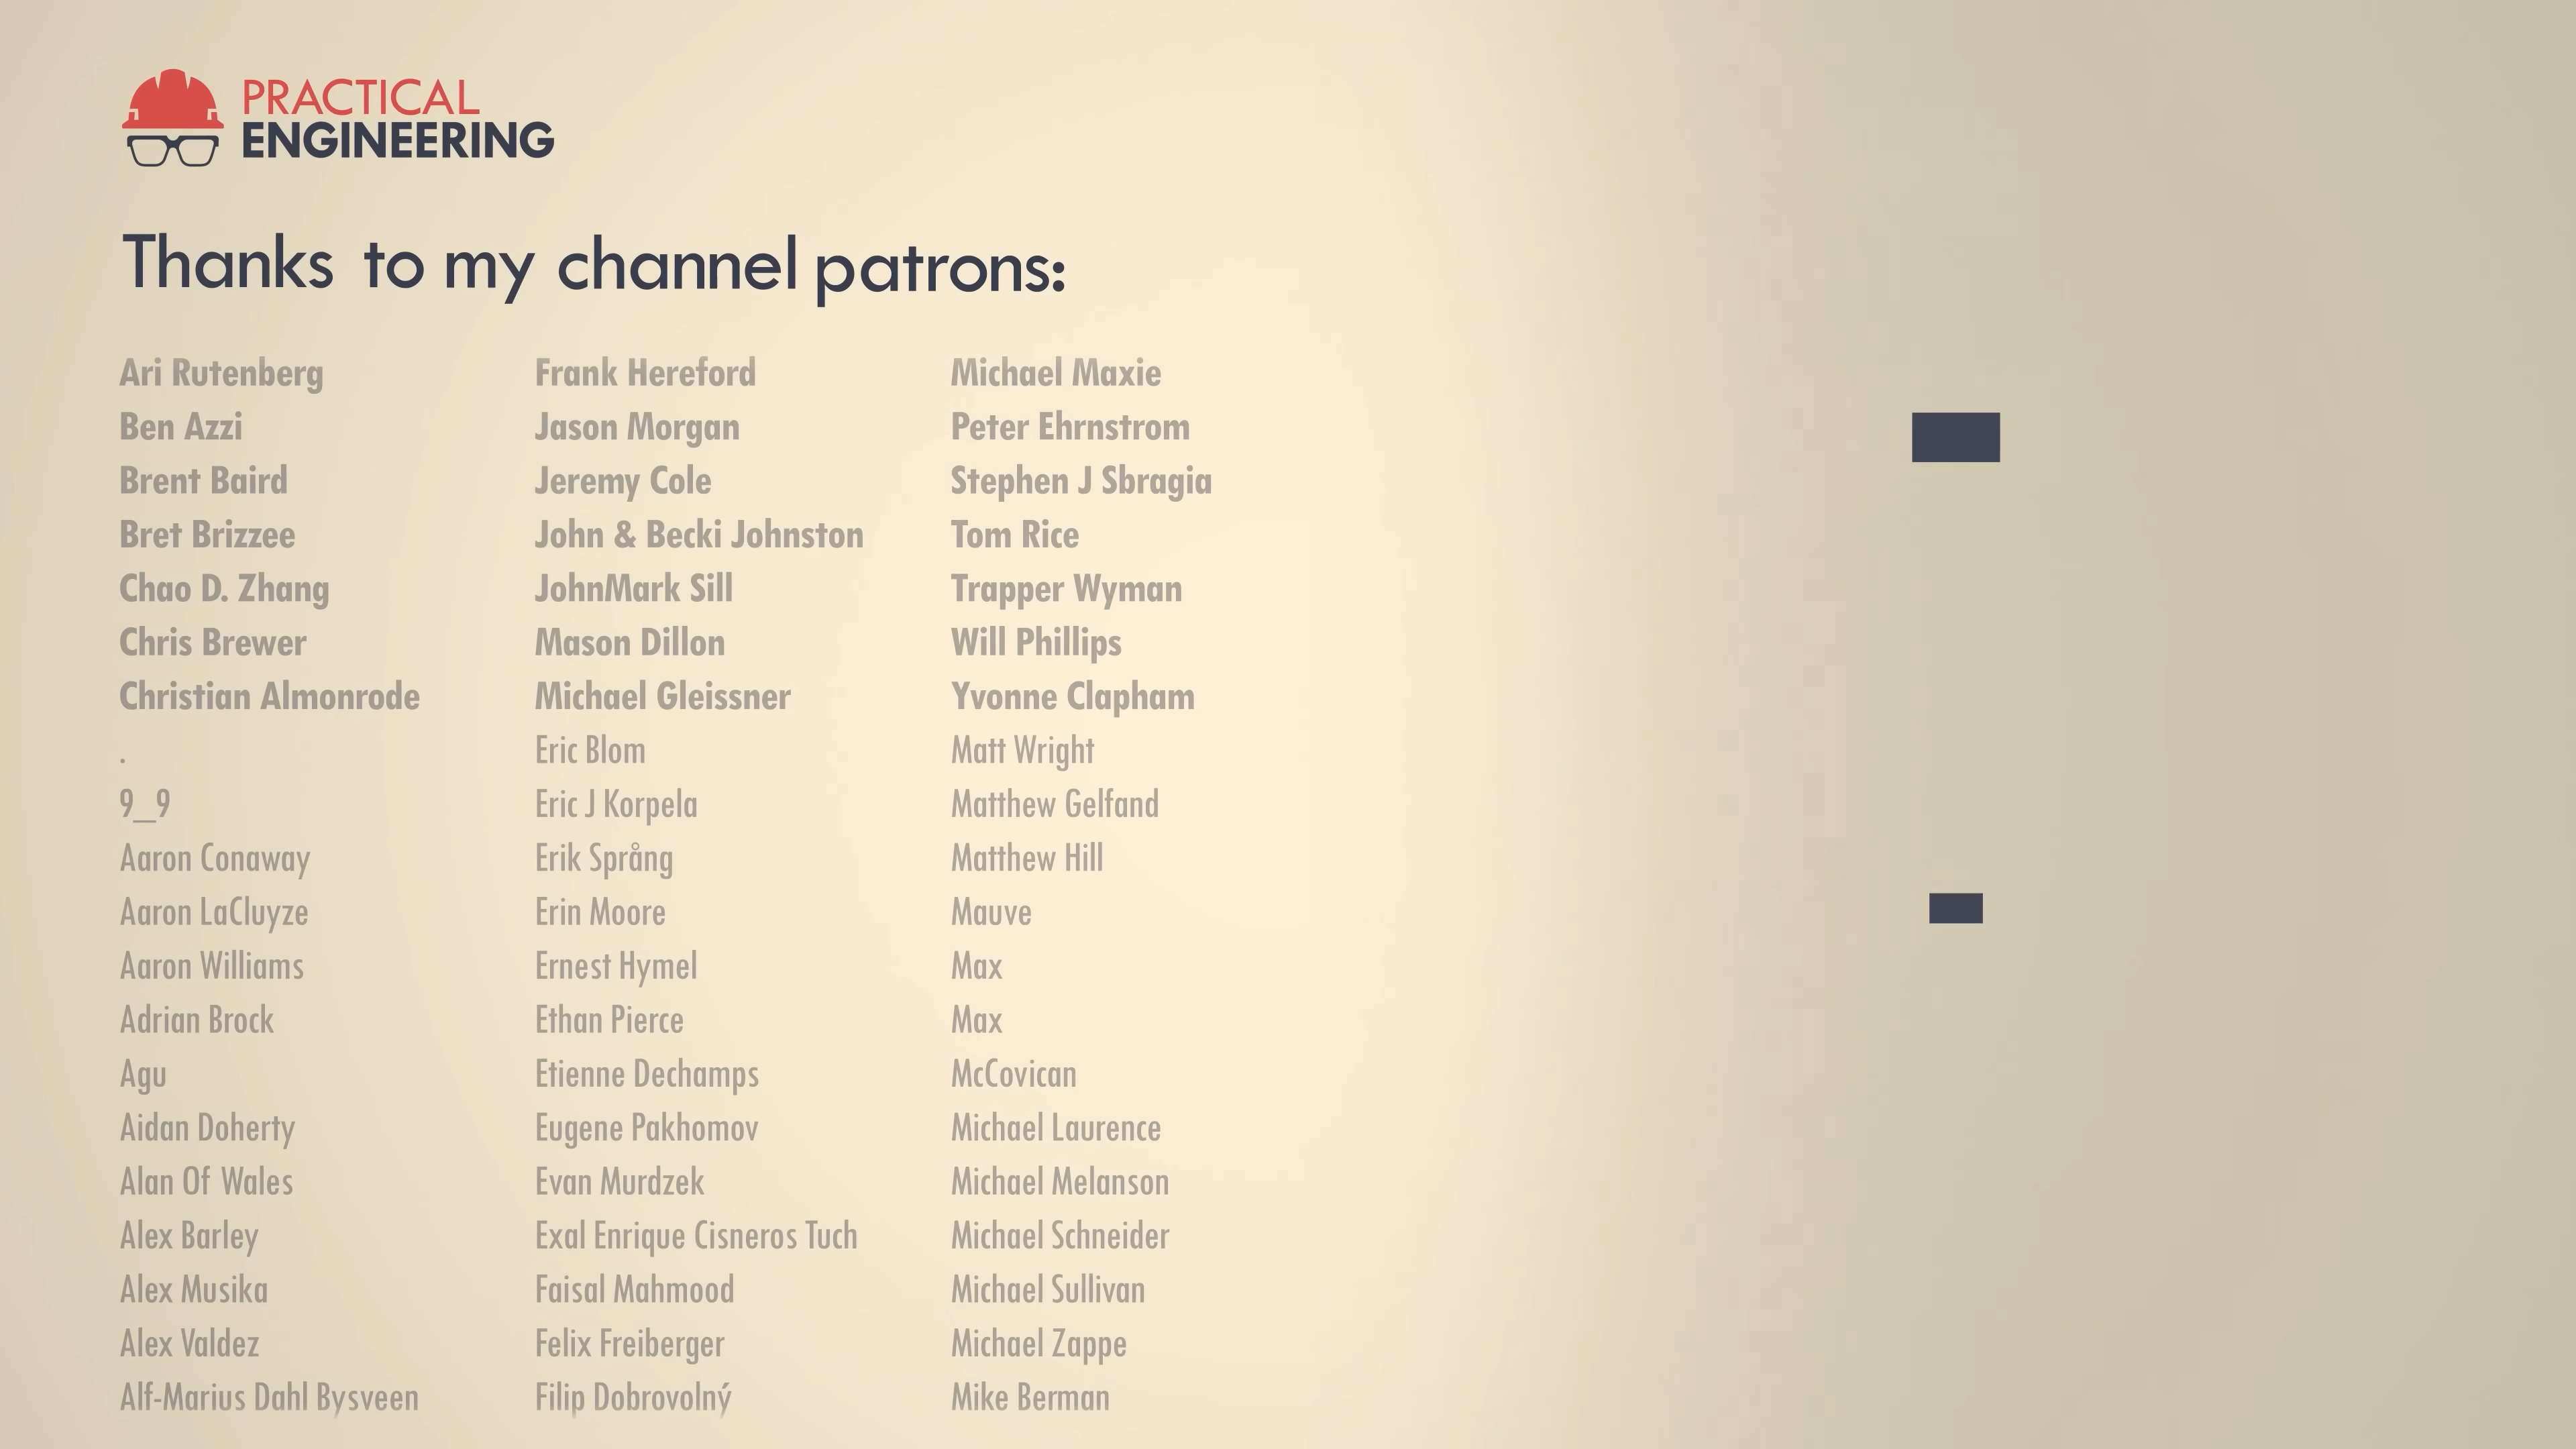 PRACTICAL
ENGINEERING
Thanks to my channel patrons:
Ari Rutenberg
Ben Azzi
Brent Baird
Bret Brizzee
Chao D. Zhang
Chris Brewer
Christian Almonrode
.
9_9
Aaron Conaway
Aaron LaCluyze
Aaron Williams
Adrian Brock
Agu
Aidan Doherty
Alan Of Wales
Alex Barley
Alex Musika
Alex Valdez
Alf-Marius Dahl Bysveen
Frank Hereford
Jason Morgan
Jeremy Cole
John & Becki Johnston
JohnMark Sill
Mason Dillon
Michael Gleissner
Eric Blom
Eric J Korpela
Erik Språng
Erin Moore
Ernest Hymel
Ethan Pierce
Etienne Dechamps
Eugene Pakhomov
Evan Murdzek
Exal Enrique Cisneros Tuch
Faisal Mahmood
Felix Freiberger
Filip Dobrovolný
Michael Maxie
Peter Ehrnstrom
Stephen J Sbragia
Tom Rice
Trapper Wyman
Will Phillips
Yvonne Clapham
Matt Wright
Matthew Gelfand
Matthew Hill
Mauve
Max
Max
McCovican
Michael Laurence
Michael Melanson
Michael Schneider
Michael Sullivan
Michael Zappe
Mike Berman